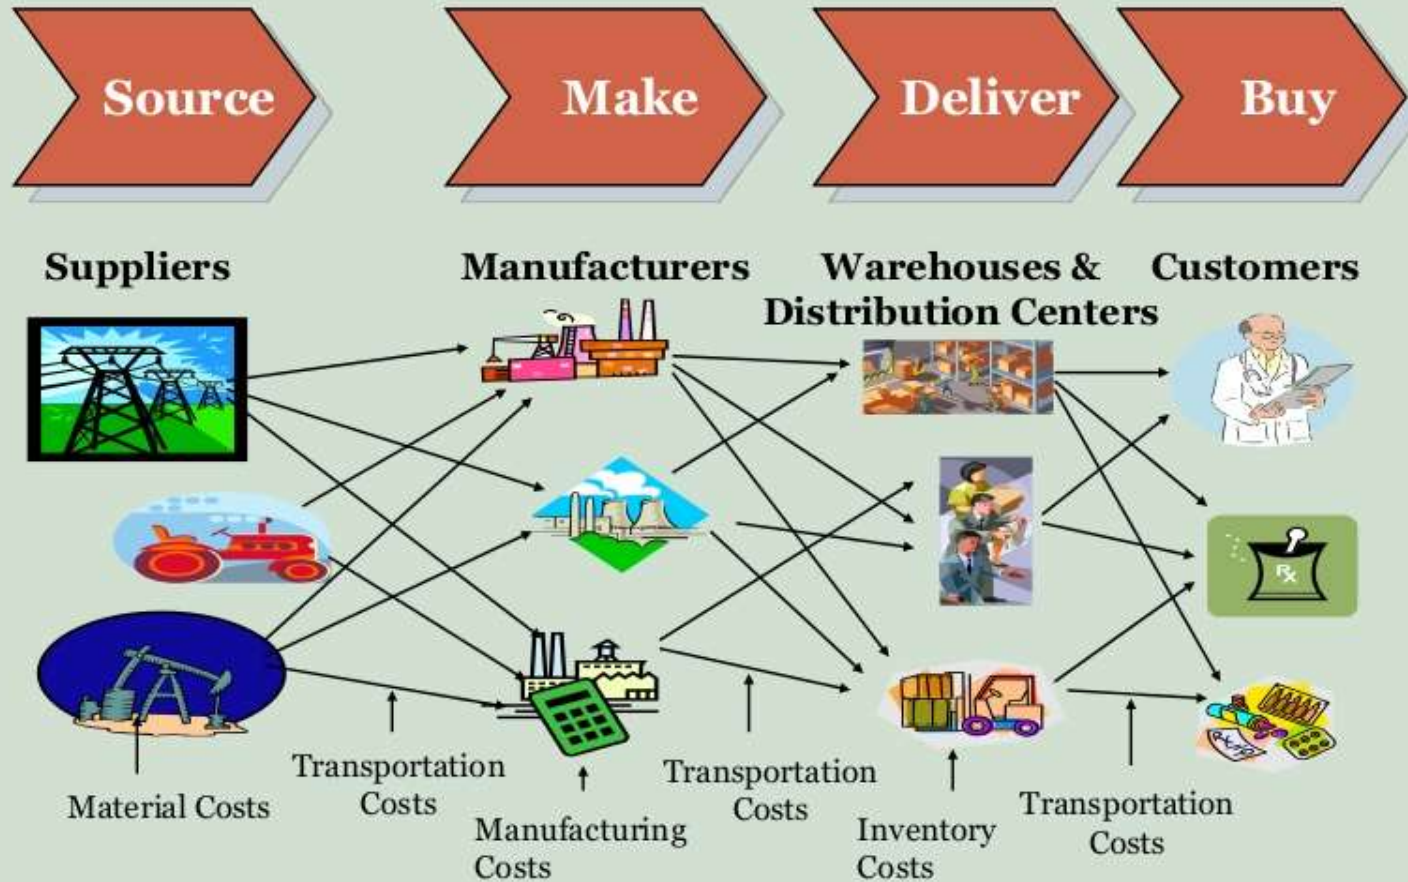 Source
Make
Deliver
Buy
Suppliers
Manufacturers
Warehouses &
Distribution Centers
Customers
Rx
Material Costs
Transportation
Costs
Manufacturing
Costs
Transportation
Costs
Inventory
Costs
Transportation
Costs